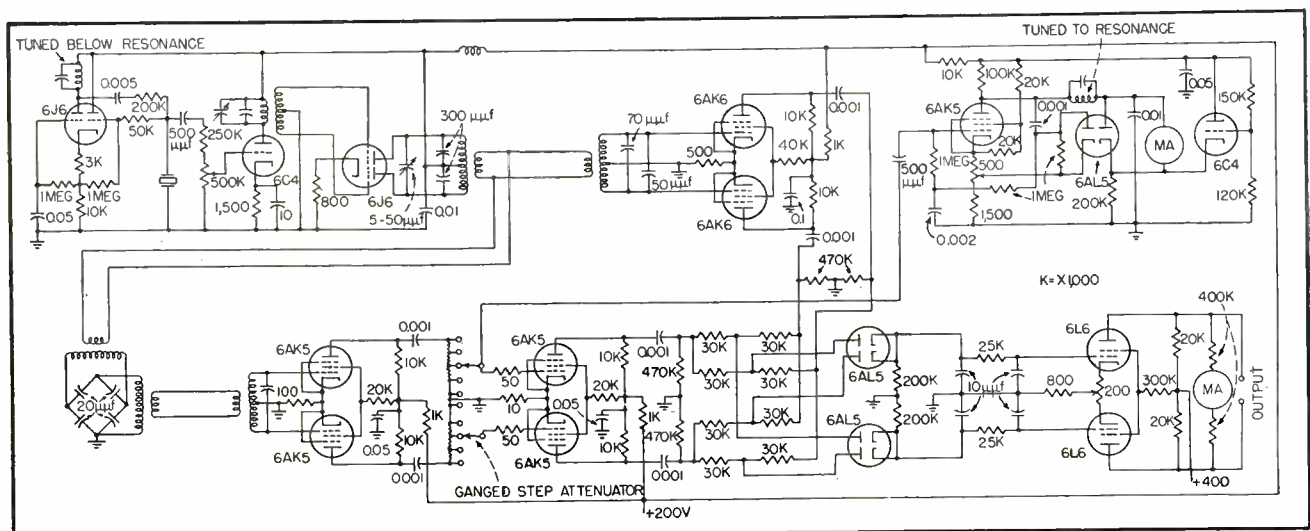 TUNED BELOW RESONANCE
0.005
200K
6J6
50K
500 µµf
250K
3K
1MEG
1MEG
10K
0.05
500K
6C4
1,500
10
800
6J6
5-50µµf
300 µµf
0.01
70 µµf
500
50µµf
6AK6
6AK6
0.001
10K
1K
40K
10K
0.1
0.001
470K
TUNED TO RESONANCE
10K
100K
20K
6AK5
0.001
20K
500 µµf
1MEG
500
1MEG
1,500
0.002
6AL5
200K
0.01
MA
0.05
150K
6C4
120K
K=X1,000
20µµf
6AK5
100
6AK5
0.001
10K
20K
1K
0.05
10K
0.001
GANGED STEP ATTENUATOR
50
10
50
6AK5
6AK5
10K
20K
0.05
1K
10K
0.001
470K
470K
0.001
+200V
30K
30K
30K
30K
30K
30K
30K
30K
6AL5
6AL5
200K
200K
25K
10µµf
25K
800
200
6L6
6L6
300K
20K
20K
+400
400K
MA
OUTPUT